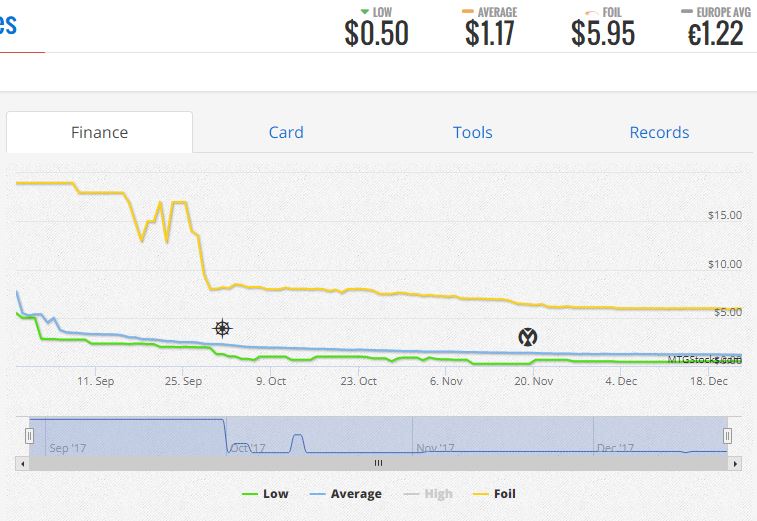 LOW AVERAGE FOIL EUROPE AVG
es $0.50 $1.17 $5.95 €1.22
Finance Card Tools Records
$15.00
$10.00
$5.00
MTGStocks.com
11. Sep 25. Sep 9. Oct 23. Oct 6. Nov 20. Nov 4. Dec 18. Dec
Sep '17 Oct '17 Nov '17 Dec '17
Low Average High Foil